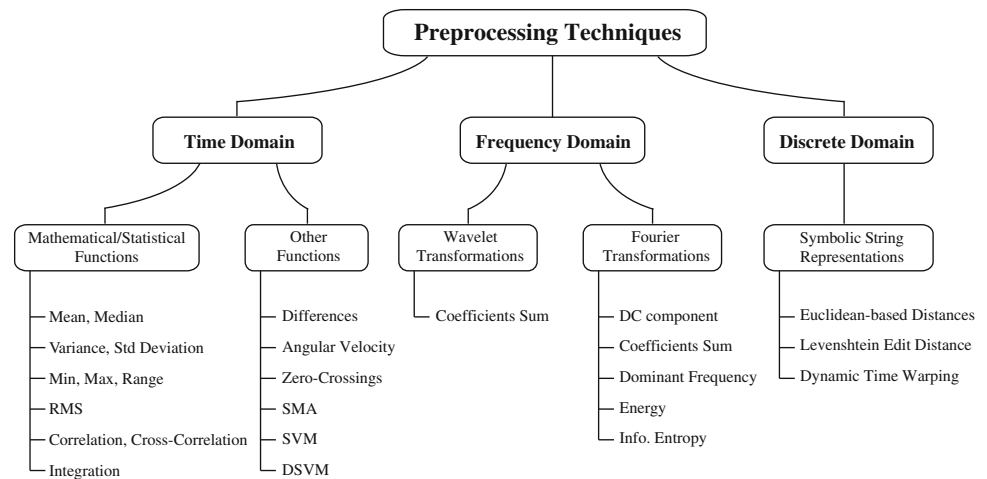 Preprocessing Techniques
Time Domain
Frequency Domain
Discrete Domain
Mathematical/Statistical
Functions
Other
Functions
Wavelet
Transformations
Fourier
Transformations
Symbolic String
Representations
Mean, Median
Variance, Std Deviation
Min, Max, Range
RMS
Correlation, Cross-Correlation
Integration
Differences
Angular Velocity
Zero-Crossings
SMA
SVM
DSVM
Coefficients Sum
DC component
Coefficients Sum
Dominant Frequency
Energy
Info. Entropy
Euclidean-based Distances
Levenshtein Edit Distance
Dynamic Time Warping